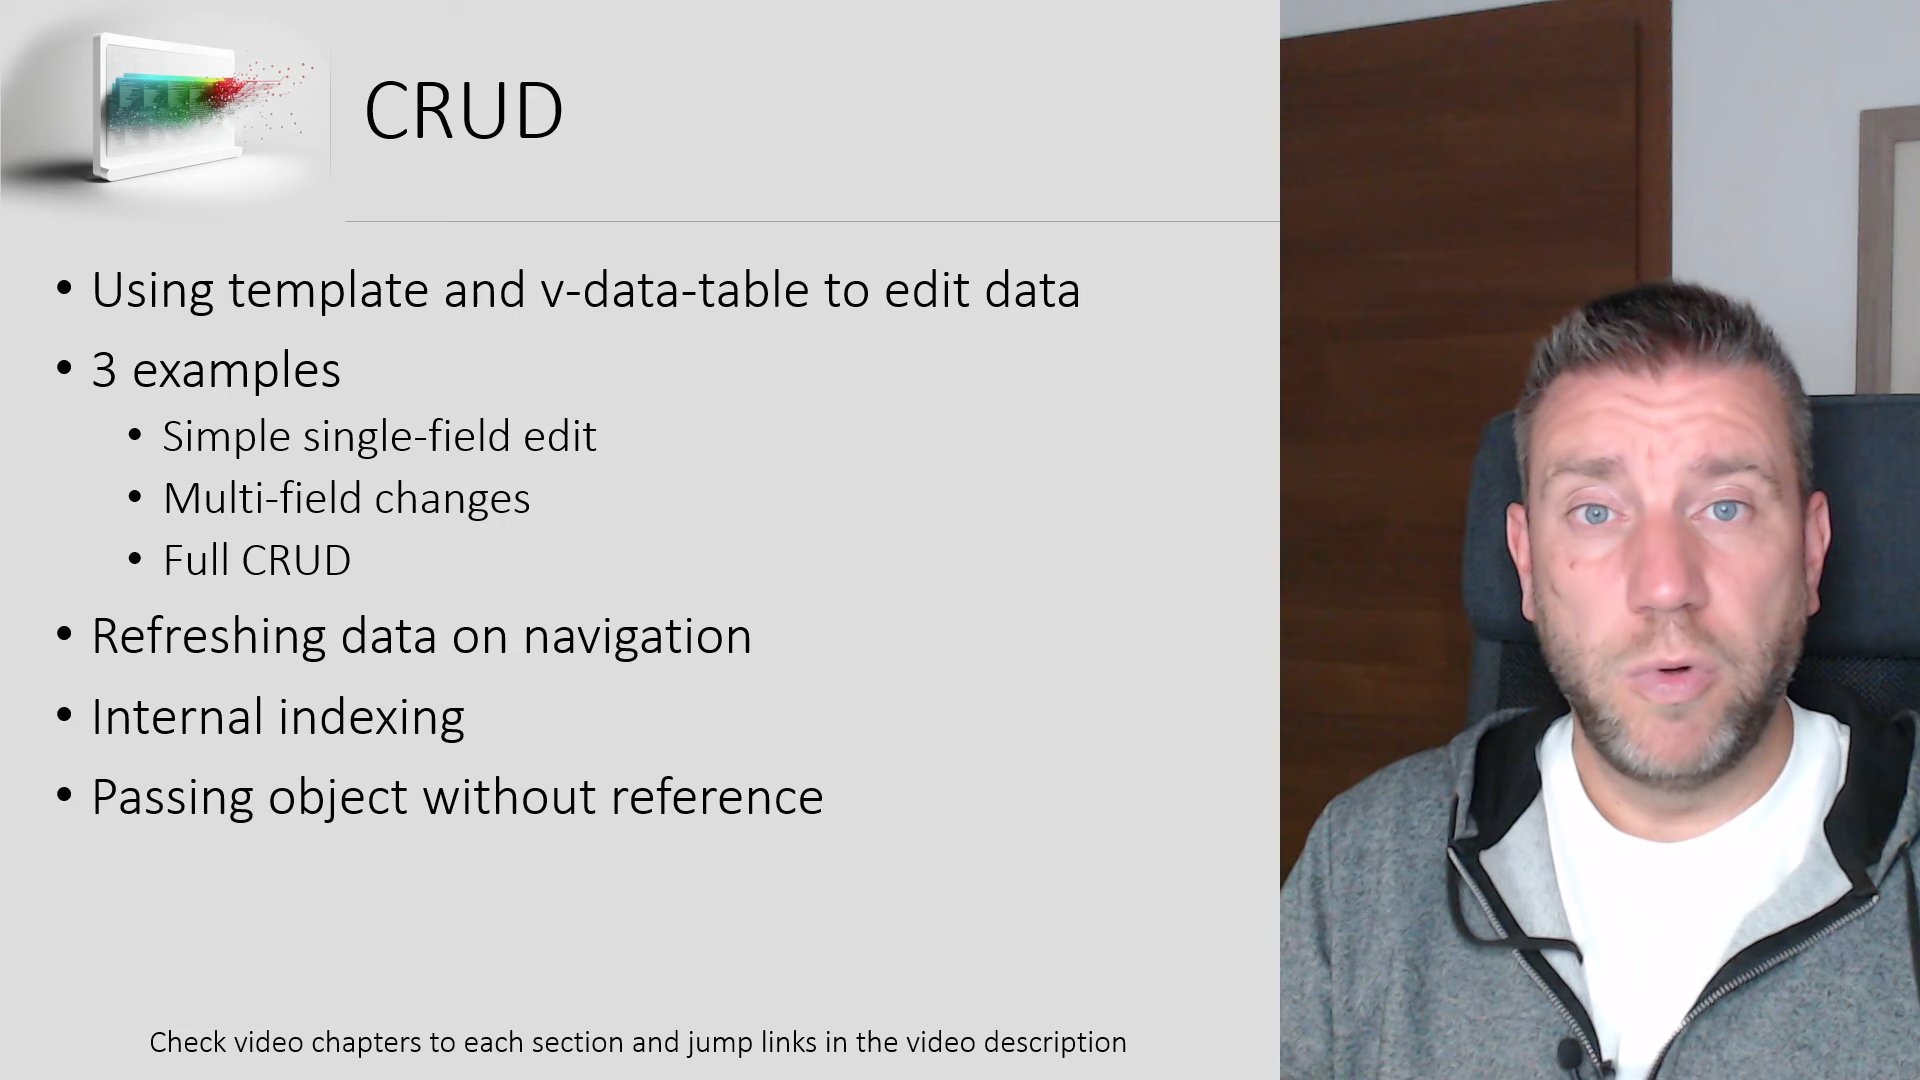 CRUD
• Using template and v-data-table to edit data
• 3 examples
• Simple single-field edit
• Multi-field changes
• Full CRUD
• Refreshing data on navigation
• Internal indexing
• Passing object without reference
Check video chapters to each section and jump links in the video description